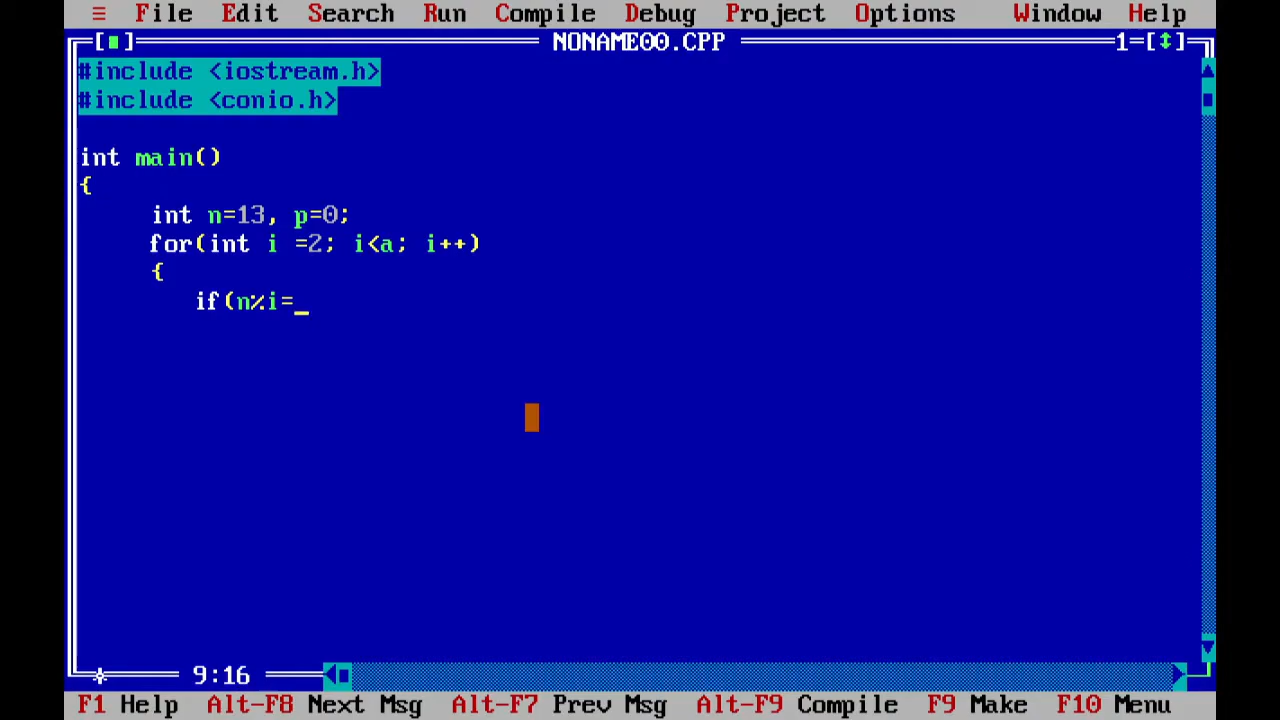 ≡ File Edit Search Run Compile Debug Project Options Window Help
[■] NONAME00.CPP 1=[↕]
#include <iostream.h>
#include <conio.h>
int main()
{
int n=13, p=0;
for(int i =2; i<a; i++)
{
if(n%i=_
9:16
F1 Help Alt-F8 Next Msg Alt-F7 Prev Msg Alt-F9 Compile F9 Make F10 Menu